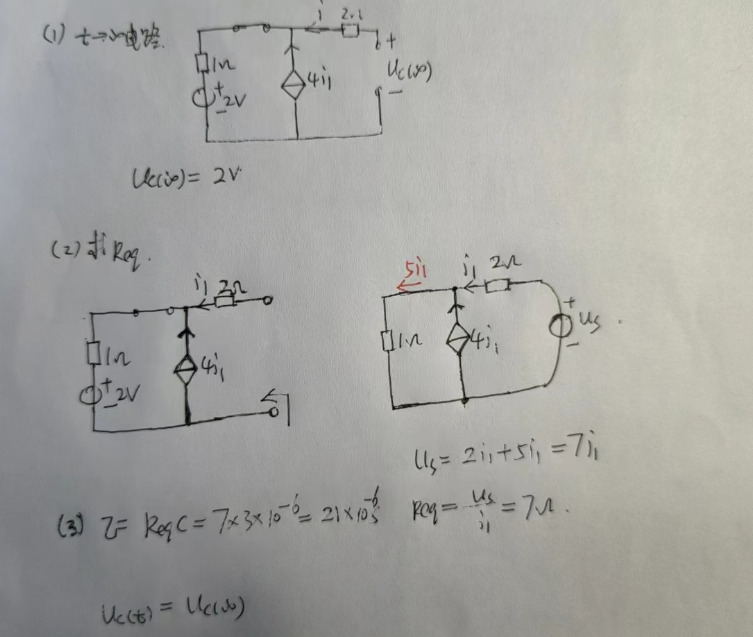 (1) t→∞电路.
i 2Ω
1Ω
+
2V
-
4i₁
+
Uc(∞)
-
Uc(∞) = 2V
(2) 求Req.
i₁ 2Ω
1Ω
+
2V
-
4i₁
5i₁ i₁ 2Ω
1Ω
4i₁
+
Us
-
Us = 2i₁+5i₁ = 7i₁
(3) τ= ReqC = 7×3×10⁻⁶ = 21×10⁻⁶s
Req = Us/i₁ = 7Ω.
Uc(t) = Uc(∞)